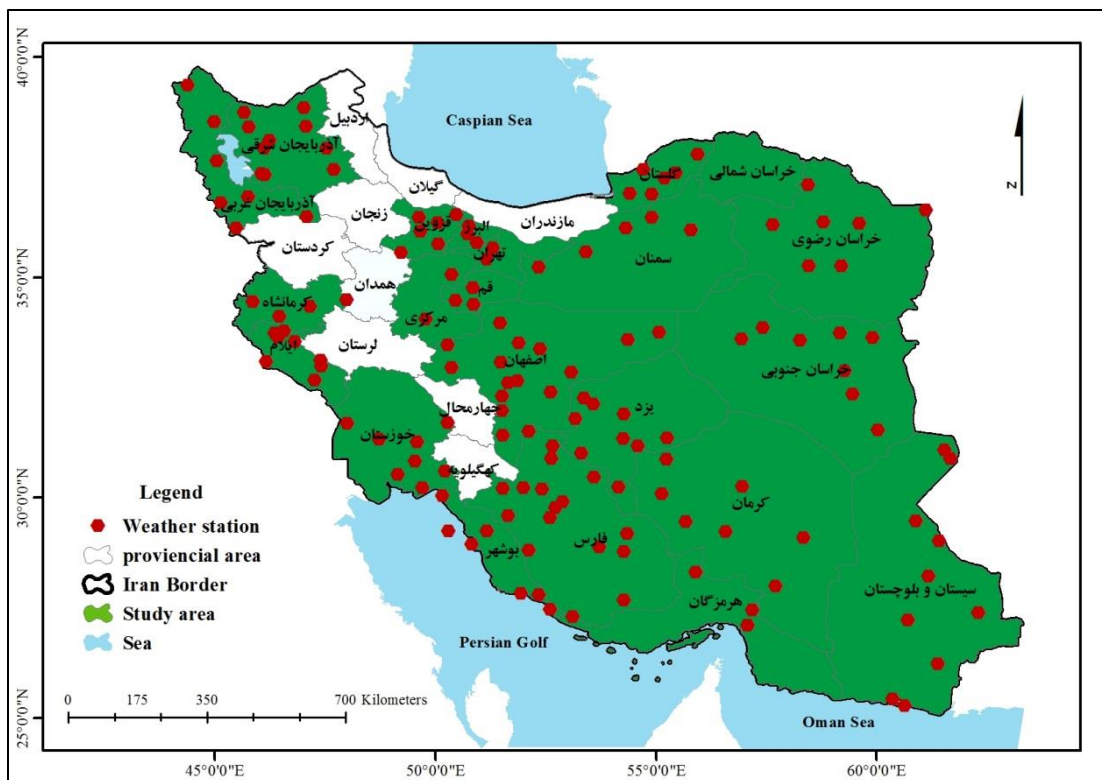 40°0'0"N
35°0'0"N
30°0'0"N
25°0'0"N
Caspian Sea
N
اردبیل
آذربایجان شرقی
گیلان
خراسان شمالی
گلستان
آذربایجان غربی
زنجان
قزوین
البرز
مازندران
خراسان رضوی
کردستان
تهران
سمنان
همدان
قم
کرمانشاه
مرکزی
ایلام
لرستان
اصفهان
خراسان جنوبی
چهارمحال
یزد
خوزستان
کهگیلویه
کرمان
Legend
Weather station
provïencial area
Iran Border
Study area
Sea
فارس
بوشهر
سیستان و بلوچستان
هرمزگان
Persian Golf
Oman Sea
0 175 350 700 Kilometers
45°0'0"E 50°0'0"E 55°0'0"E 60°0'0"E